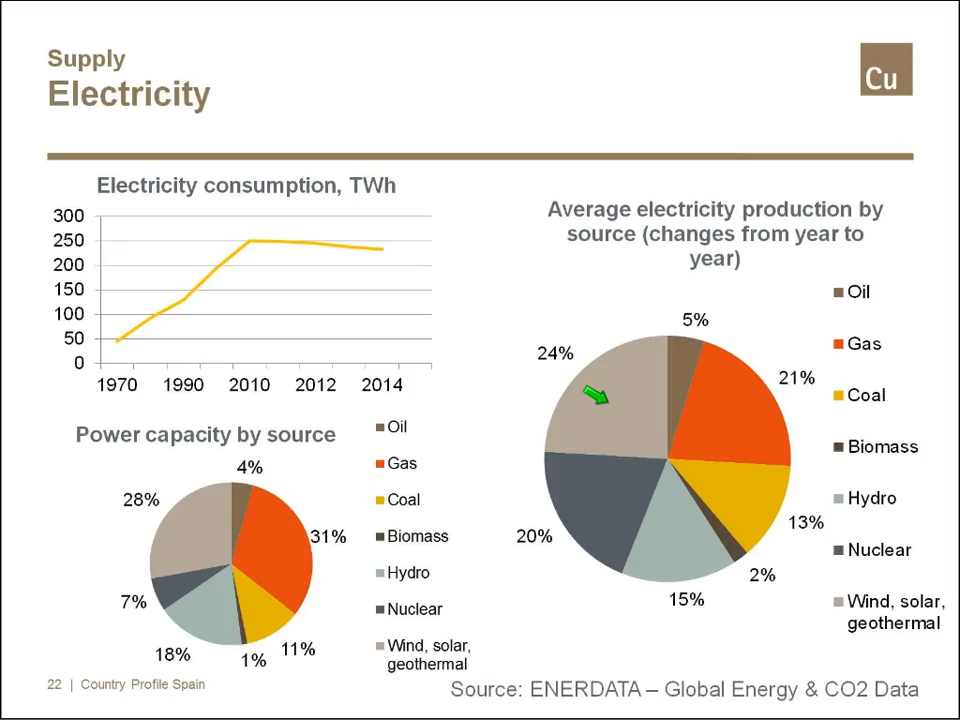 Supply
Electricity
Cu
Electricity consumption, TWh
300
250
200
150
100
50
0
1970 1990 2010 2012 2014
Power capacity by source
4%
31%
11%
1%
18%
7%
28%
Oil
Gas
Coal
Biomass
Hydro
Nuclear
Wind, solar,
geothermal
Average electricity production by
source (changes from year to
year)
5%
21%
13%
2%
15%
20%
24%
Oil
Gas
Coal
Biomass
Hydro
Nuclear
Wind, solar,
geothermal
22 | Country Profile Spain
Source: ENERDATA – Global Energy & CO2 Data